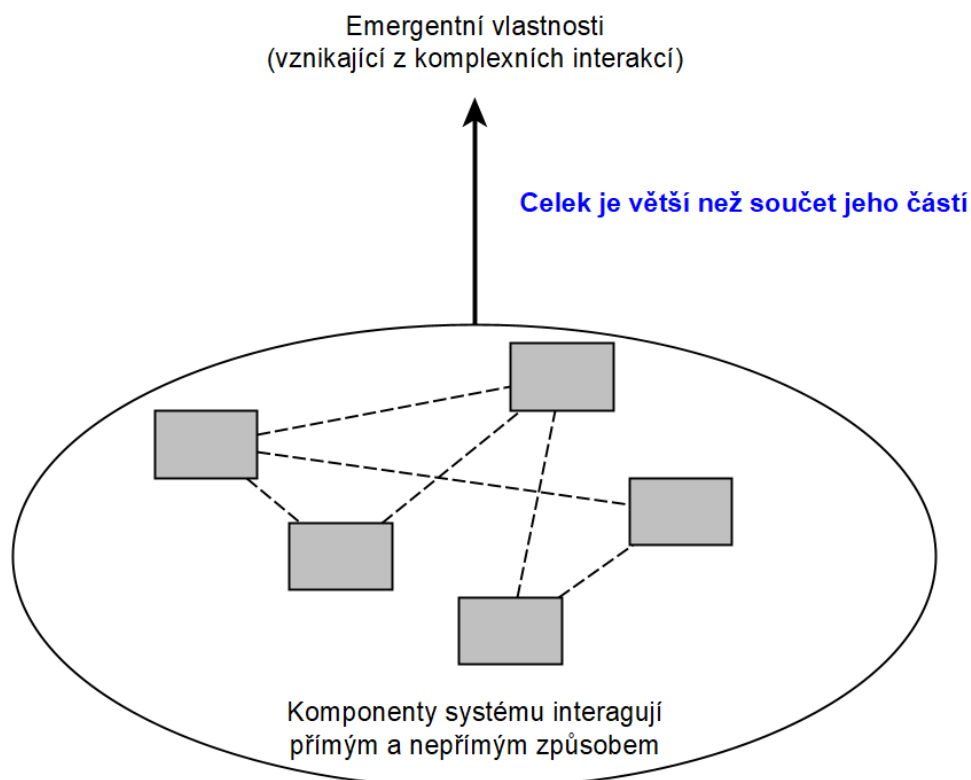 Emergentní vlastnosti
(vznikající z komplexních interakcí)
Celek je větší než součet jeho částí
Komponenty systému interagují
přímým a nepřímým způsobem